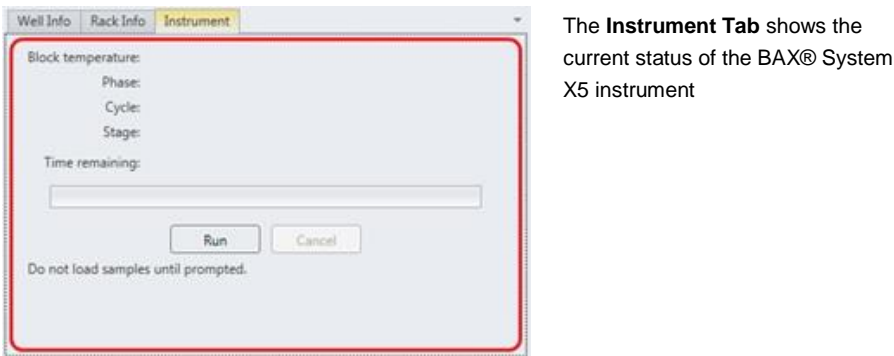 Well Info Rack Info Instrument
Block temperature:
Phase:
Cycle:
Stage:
Time remaining:
Run Cancel
Do not load samples until prompted.
The Instrument Tab shows the
current status of the BAX® System
X5 instrument